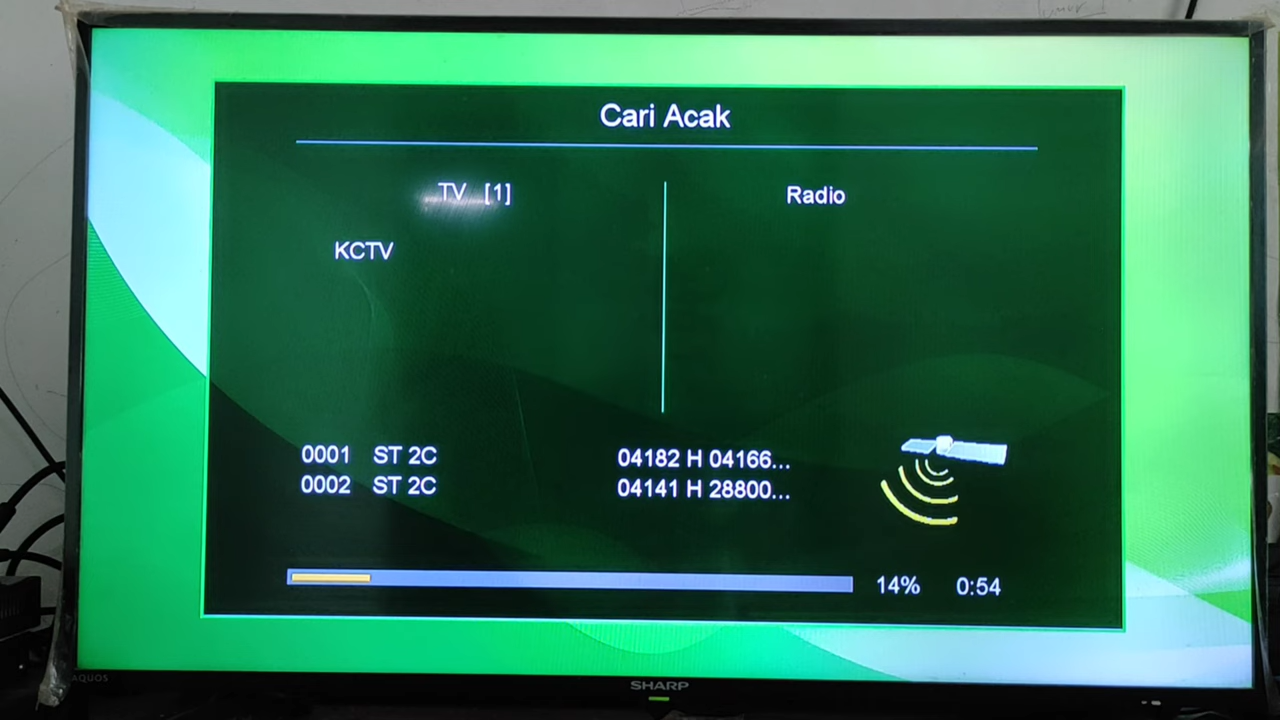 Cari Acak
TV [1]
Radio
KCTV
0001 ST 2C 04182 H 04166...
0002 ST 2C 04141 H 28800...
14% 0:54
AQUOS
SHARP